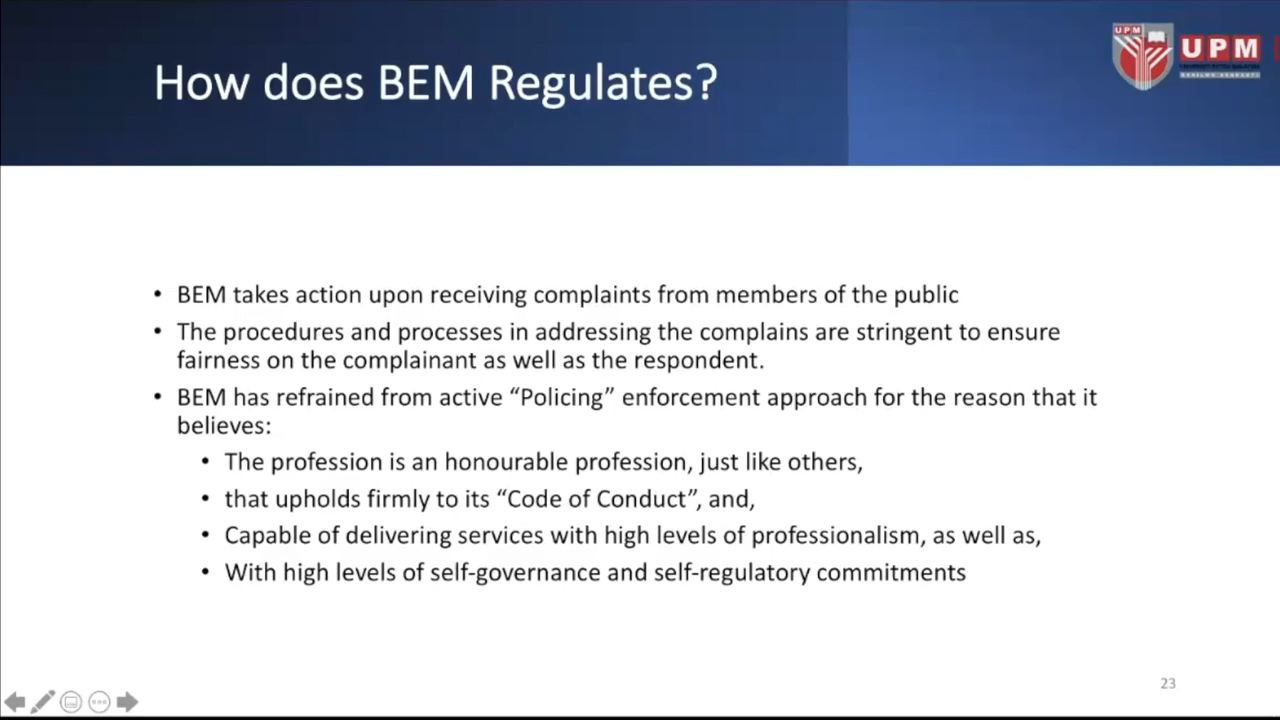 How does BEM Regulates?
UPM
UPM
• BEM takes action upon receiving complaints from members of the public
• The procedures and processes in addressing the complains are stringent to ensure
fairness on the complainant as well as the respondent.
• BEM has refrained from active “Policing” enforcement approach for the reason that it
believes:
• The profession is an honourable profession, just like others,
• that upholds firmly to its “Code of Conduct”, and,
• Capable of delivering services with high levels of professionalism, as well as,
• With high levels of self-governance and self-regulatory commitments
23